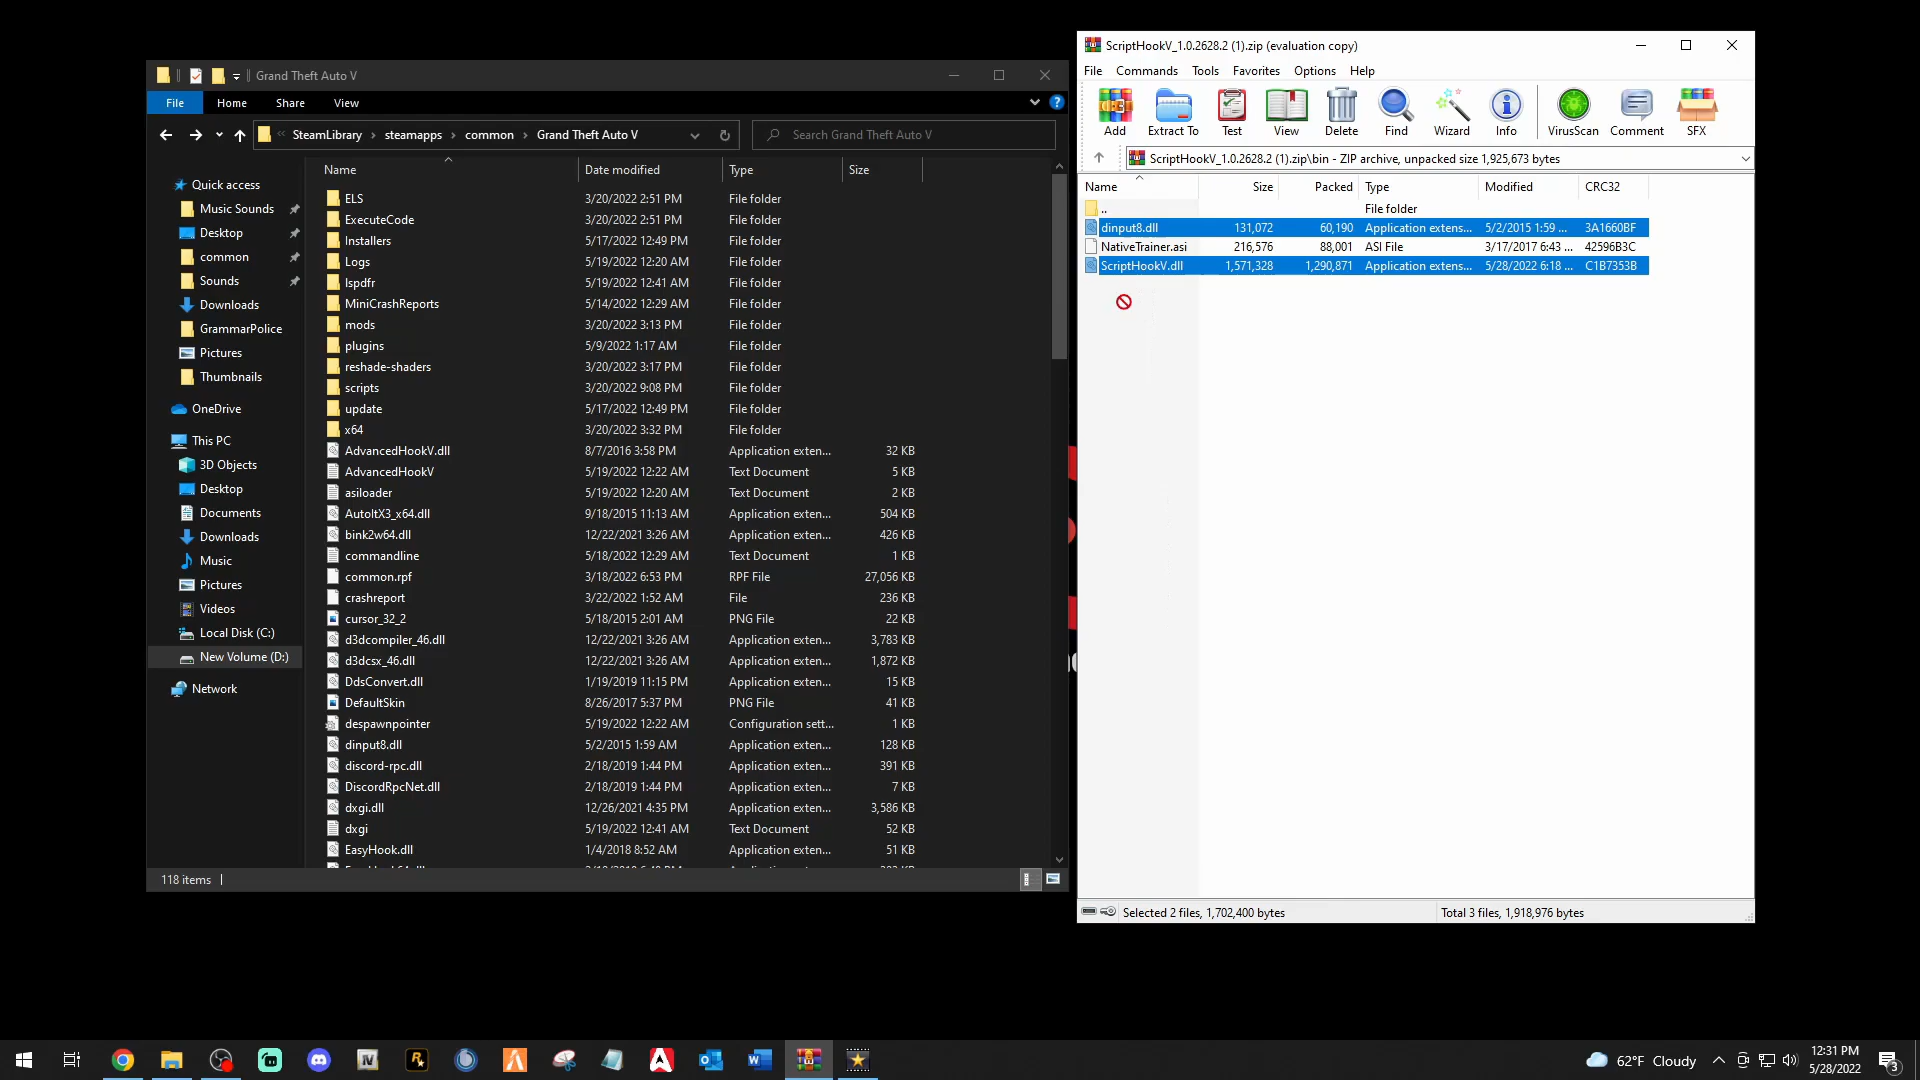 Grand Theft Auto V
File Home Share View
SteamLibrary steamapps common Grand Theft Auto V
Search Grand Theft Auto V
Quick access
Music Sounds
Desktop
common
Sounds
Downloads
GrammarPolice
Pictures
Thumbnails
OneDrive
This PC
3D Objects
Desktop
Documents
Downloads
Music
Pictures
Videos
Local Disk (C:)
New Volume (D:)
Network
Name Date modified Type Size
ELS 3/20/2022 2:51 PM File folder
ExecuteCode 3/20/2022 2:51 PM File folder
Installers 5/17/2022 12:49 PM File folder
Logs 5/19/2022 12:20 AM File folder
lspdfr 5/19/2022 12:41 AM File folder
MiniCrashReports 5/14/2022 12:29 AM File folder
mods 3/20/2022 3:13 PM File folder
plugins 5/9/2022 1:17 AM File folder
reshade-shaders 3/20/2022 3:17 PM File folder
scripts 3/20/2022 9:08 PM File folder
update 5/17/2022 12:49 PM File folder
x64 3/20/2022 3:32 PM File folder
AdvancedHookV.dll 8/7/2016 3:58 PM Application exten... 32 KB
AdvancedHookV 5/19/2022 12:22 AM Text Document 5 KB
asiloader 5/19/2022 12:20 AM Text Document 2 KB
AutoItX3_x64.dll 9/18/2015 11:13 AM Application exten... 504 KB
bink2w64.dll 12/22/2021 3:26 AM Application exten... 426 KB
commandline 5/18/2022 12:29 AM Text Document 1 KB
common.rpf 3/18/2022 6:53 PM RPF File 27,056 KB
crashreport 3/22/2022 1:52 AM File 236 KB
cursor_32_2 5/18/2015 2:01 AM PNG File 22 KB
d3dcompiler_46.dll 12/22/2021 3:26 AM Application exten... 3,783 KB
d3dcsx_46.dll 12/22/2021 3:26 AM Application exten... 1,872 KB
DdsConvert.dll 1/19/2019 11:15 PM Application exten... 15 KB
DefaultSkin 8/26/2017 5:37 PM PNG File 41 KB
despawnpointer 5/19/2022 12:22 AM Configuration sett... 1 KB
dinput8.dll 5/2/2015 1:59 AM Application exten... 128 KB
discord-rpc.dll 2/18/2019 1:44 PM Application exten... 391 KB
DiscordRpcNet.dll 2/18/2019 1:44 PM Application exten... 7 KB
dxgi.dll 12/26/2021 4:35 PM Application exten... 3,586 KB
dxgi 5/19/2022 12:41 AM Text Document 52 KB
EasyHook.dll 1/4/2018 8:52 AM Application exten... 51 KB
118 items
ScriptHookV_1.0.2628.2 (1).zip (evaluation copy)
File Commands Tools Favorites Options Help
Add Extract To Test View Delete Find Wizard Info VirusScan Comment SFX
ScriptHookV_1.0.2628.2 (1).zip\bin - ZIP archive, unpacked size 1,925,673 bytes
Name Size Packed Type Modified CRC32
.. File folder
dinput8.dll 131,072 60,190 Application extens... 5/2/2015 1:59 ... 3A1660BF
NativeTrainer.asi 216,576 88,001 ASI File 3/17/2017 6:43 ... 42596B3C
ScriptHookV.dll 1,571,328 1,290,871 Application extens... 5/28/2022 6:18 ... C1B7353B
Selected 2 files, 1,702,400 bytes Total 3 files, 1,918,976 bytes
62°F Cloudy
12:31 PM
5/28/2022
3